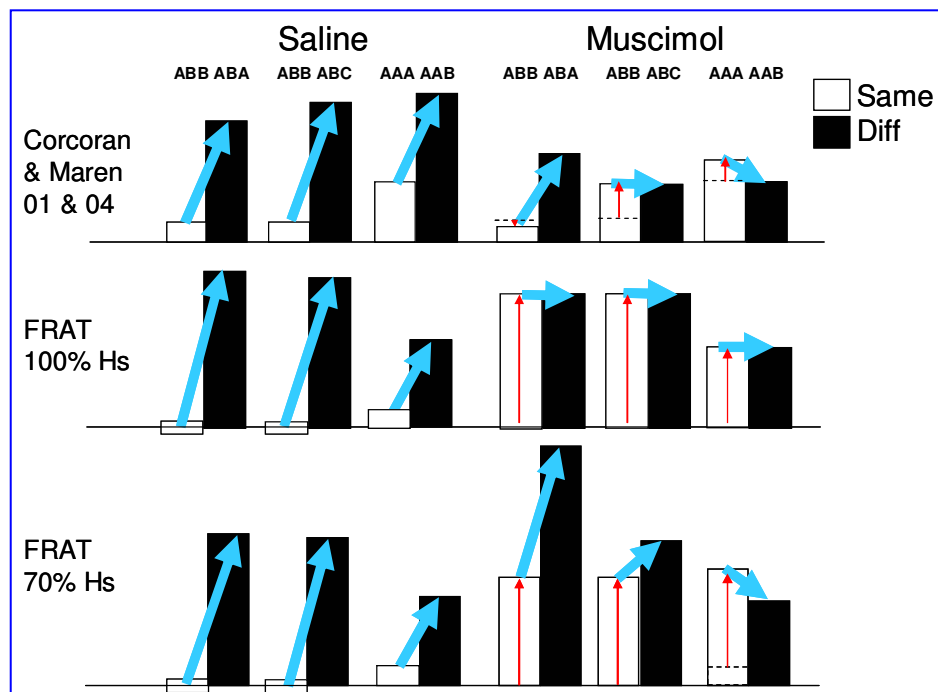 Saline Muscimol
ABB ABA ABB ABC AAA AAB ABB ABA ABB ABC AAA AAB
Same
Diff
Corcoran
& Maren
01 & 04
FRAT
100% Hs
FRAT
70% Hs